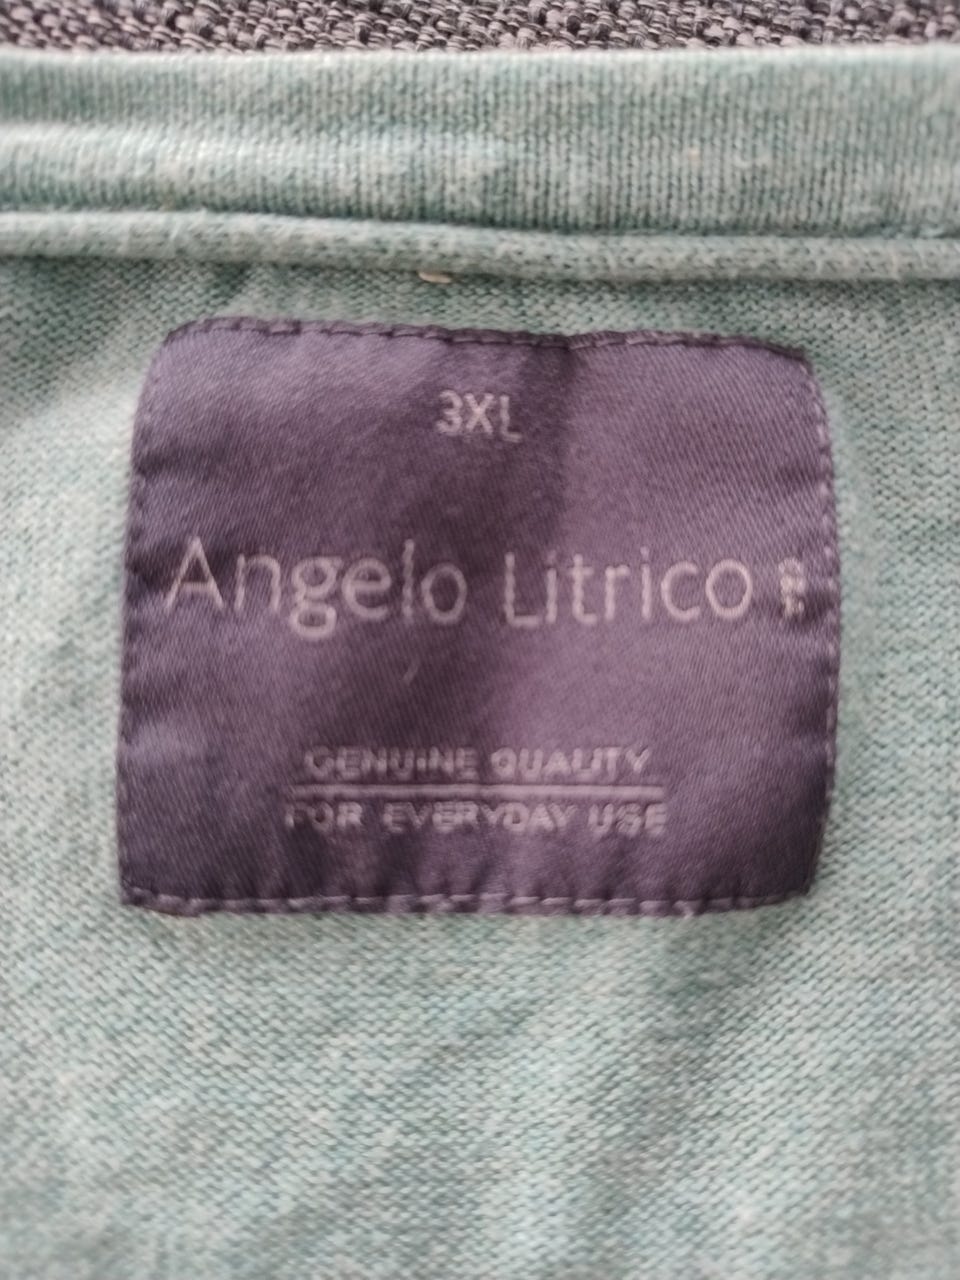 3XL
Angelo Litrico
GENUINE QUALITY
FOR EVERYDAY USE